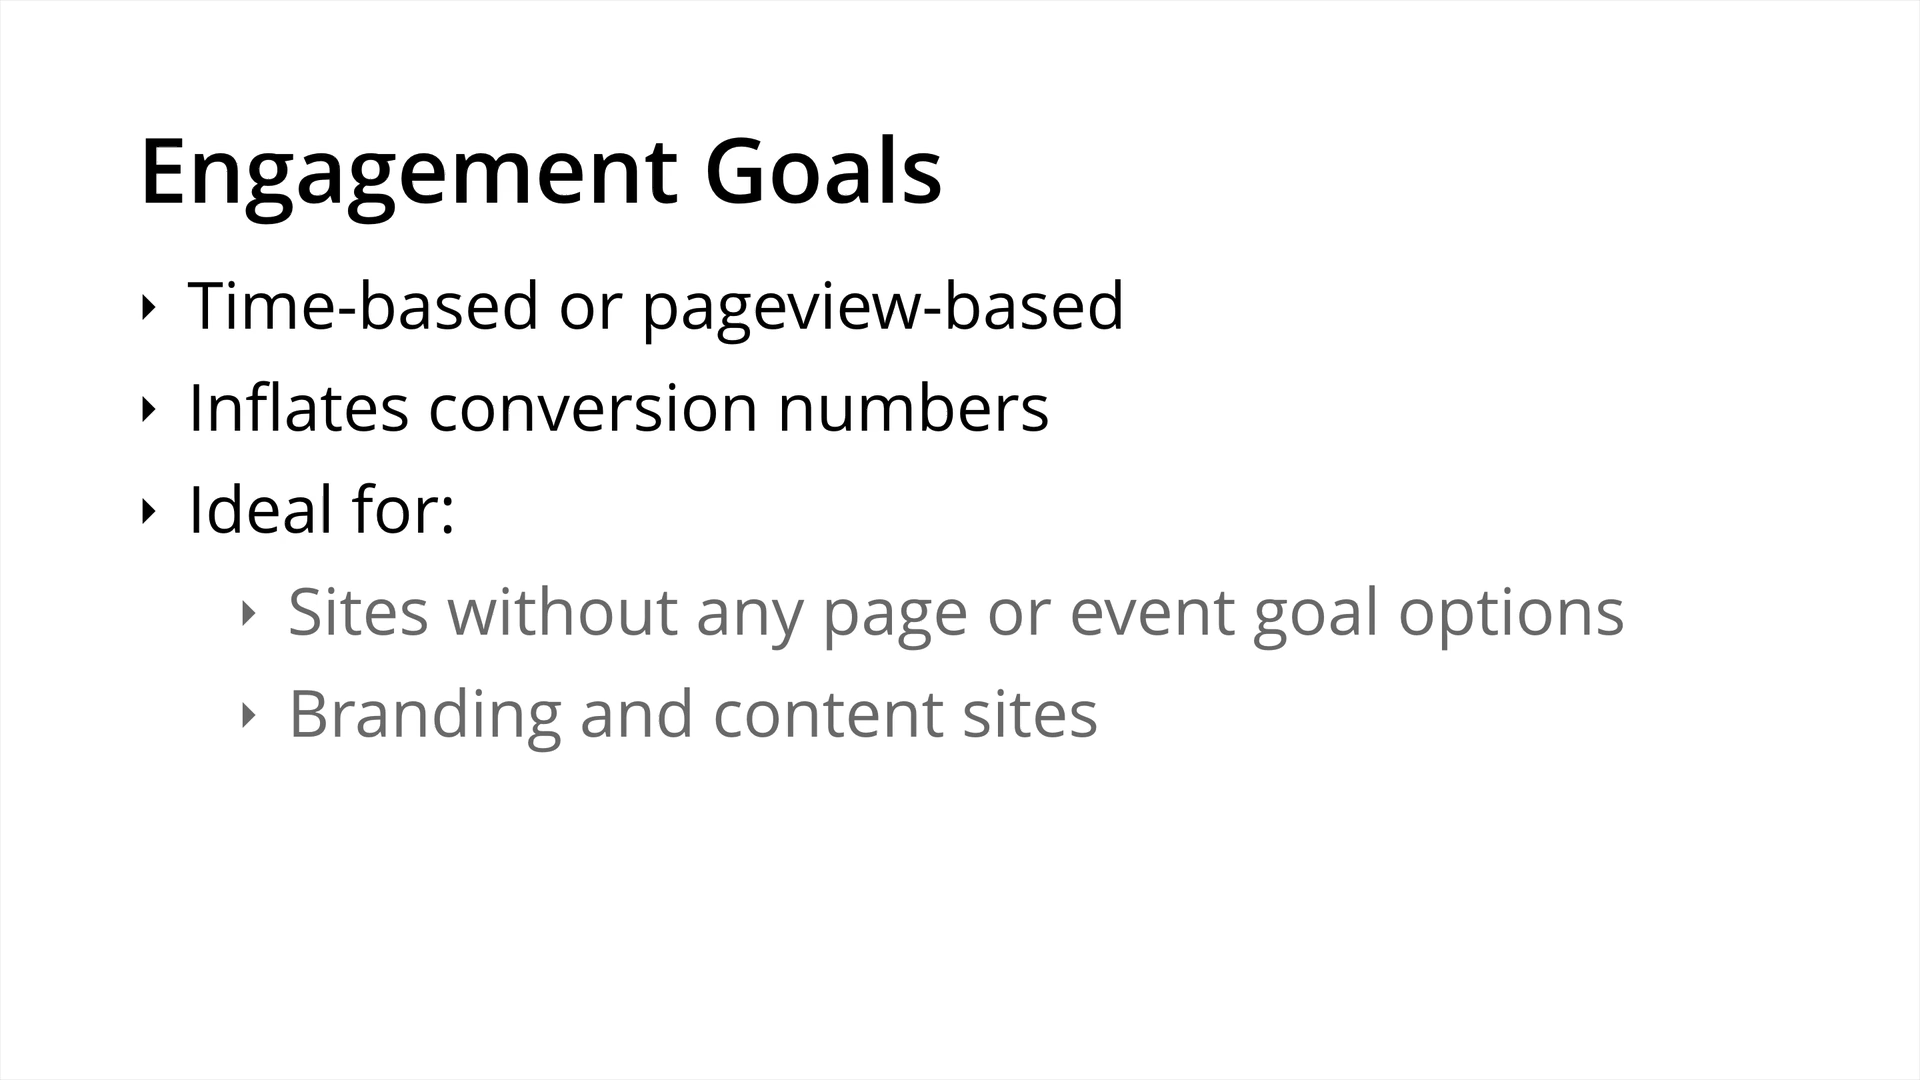 Engagement Goals
‣ Time-based or pageview-based
‣ Inflates conversion numbers
‣ Ideal for:
‣ Sites without any page or event goal options
‣ Branding and content sites